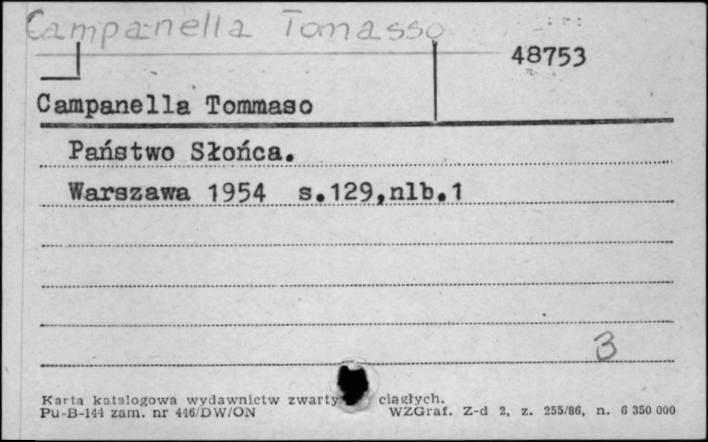 Campanella Tomasso
48753
Campanella Tommaso
Państwo Słońca.
Warszawa 1954 s.129,nlb.1
3
Karta katalogowa wydawnictw zwarty ciągłych.
Pu-B-144 zam. nr 446/DW/ON WZGraf. Z-d 2, z. 255/86, n. 6 350 000